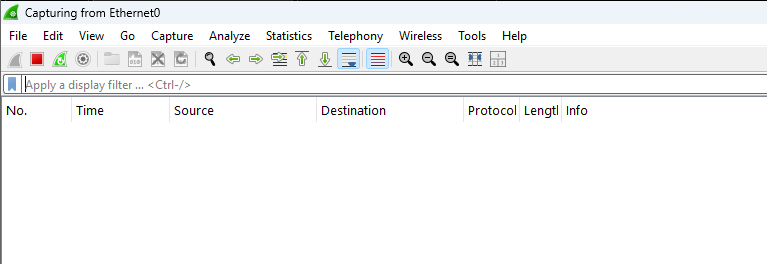 Capturing from Ethernet0
File Edit View Go Capture Analyze Statistics Telephony Wireless Tools Help
Apply a display filter ... <Ctrl-/>
No. Time Source Destination Protocol Lengtl Info